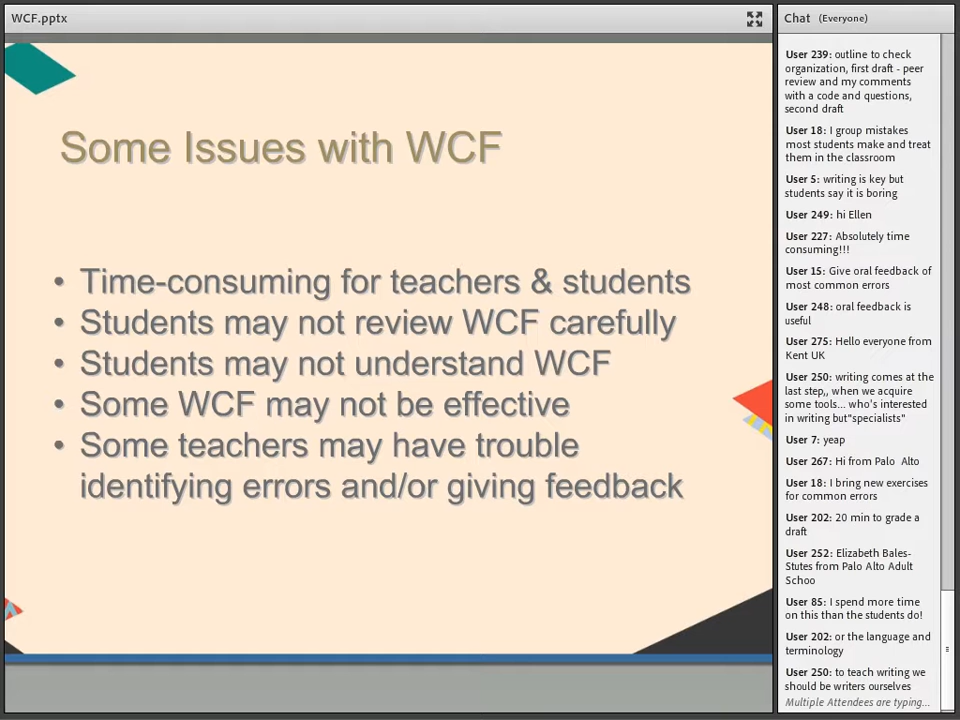 WCF.pptx
Some Issues with WCF
• Time-consuming for teachers & students
• Students may not review WCF carefully
• Students may not understand WCF
• Some WCF may not be effective
• Some teachers may have trouble
identifying errors and/or giving feedback
Chat (Everyone)
User 239: outline to check
organization, first draft - peer
review and my comments
with a code and questions,
second draft
User 18: I group mistakes
most students make and treat
them in the classroom
User 5: writing is key but
students say it is boring
User 249: hi Ellen
User 227: Absolutely time
consuming!!!
User 15: Give oral feedback of
most common errors
User 248: oral feedback is
useful
User 275: Hello everyone from
Kent UK
User 250: writing comes at the
last step,, when we acquire
some tools... who's interested
in writing but"specialists"
User 7: yeap
User 267: Hi from Palo Alto
User 18: I bring new exercises
for common errors
User 202: 20 min to grade a
draft
User 252: Elizabeth Bales-
Stutes from Palo Alto Adult
Schoo
User 85: I spend more time
on this than the students do!
User 202: or the language and
terminology
User 250: to teach writing we
should be writers ourselves
Multiple Attendees are typing...